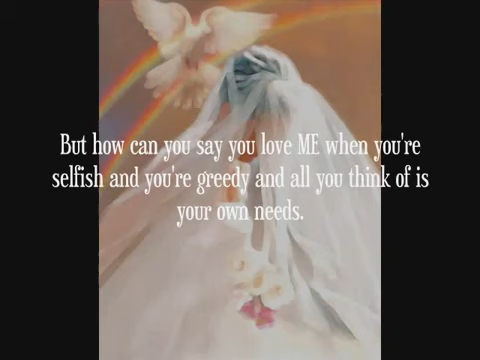 But how can you say you love ME when you're
selfish and you're greedy and all you think of is
your own needs.